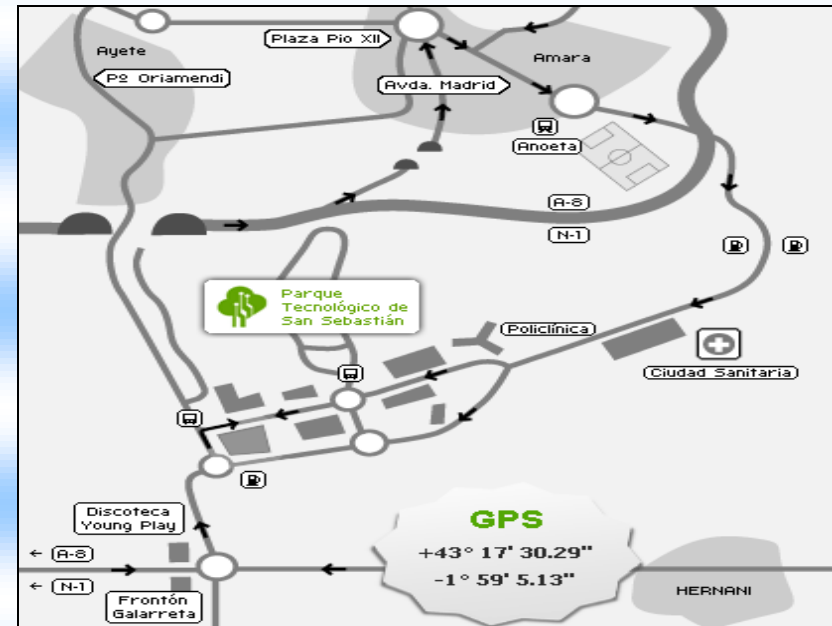 Plaza Pio XII
Ayete
Amara
Pº Oriamendi
Avda. Madrid
Anoeta
A-8
N-1
Parque
Tecnológico de
San Sebastián
Policlínica
Ciudad Sanitaria
Discoteca
Young Play
GPS
+43° 17' 30.29"
-1° 59' 5.13"
← A-8
← N-1
Frontón
Galarreta
HERNANI